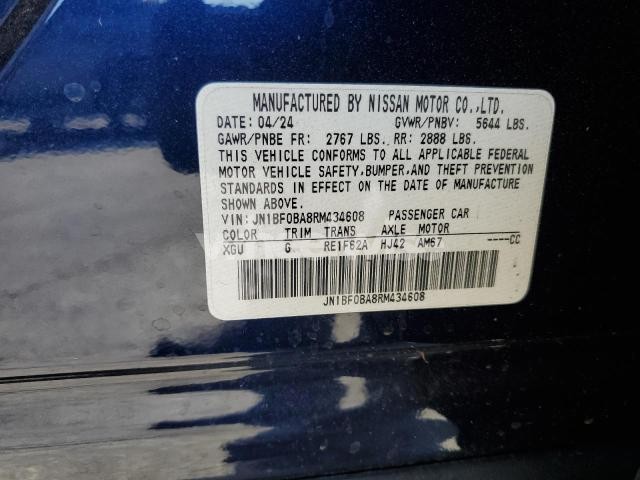 MANUFACTURED BY NISSAN MOTOR CO.,LTD.
DATE: 04/24 GVWR/PNBV: 5644 LBS.
GAWR/PNBE FR: 2767 LBS. RR: 2888 LBS.
THIS VEHICLE CONFORMS TO ALL APPLICABLE FEDERAL
MOTOR VEHICLE SAFETY,BUMPER,AND THEFT PREVENTION
STANDARDS IN EFFECT ON THE DATE OF MANUFACTURE
SHOWN ABOVE.
VIN: JN1BF0BA8RM434608 PASSENGER CAR
COLOR TRIM TRANS AXLE MOTOR
XGU G RE1F62A HJ42 AM67 ----CC
JN1BF0BA8RM434608